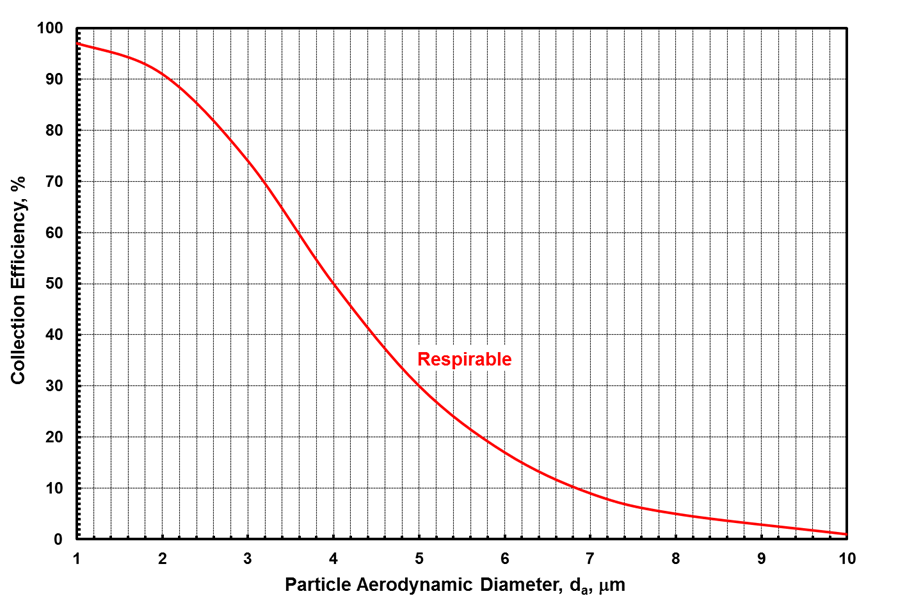 100
90
80
70
60
50
40
30
20
10
0
Collection Efficiency, %
Respirable
1 2 3 4 5 6 7 8 9 10
Particle Aerodynamic Diameter, dₐ, μm